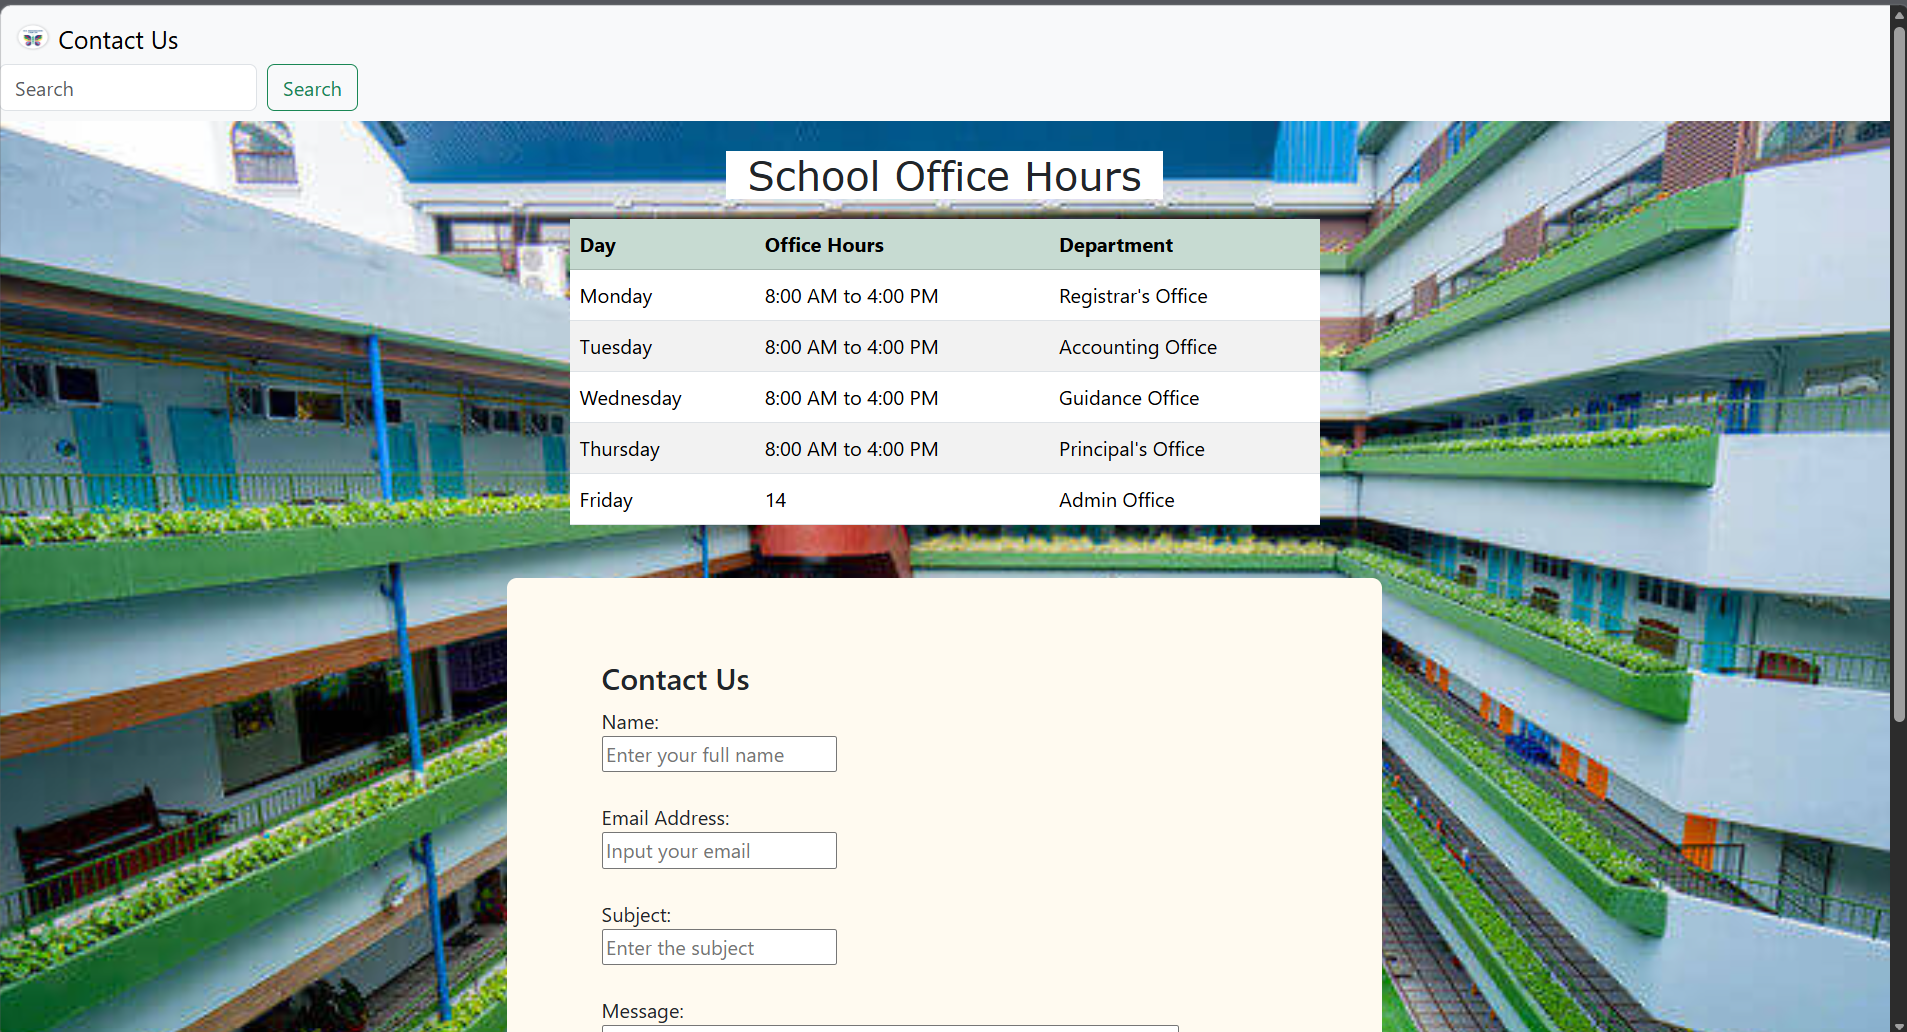 Contact Us
Search Search
School Office Hours
Day Office Hours Department
Monday 8:00 AM to 4:00 PM Registrar's Office
Tuesday 8:00 AM to 4:00 PM Accounting Office
Wednesday 8:00 AM to 4:00 PM Guidance Office
Thursday 8:00 AM to 4:00 PM Principal's Office
Friday 14 Admin Office
Contact Us
Name:
Enter your full name
Email Address:
Input your email
Subject:
Enter the subject
Message: